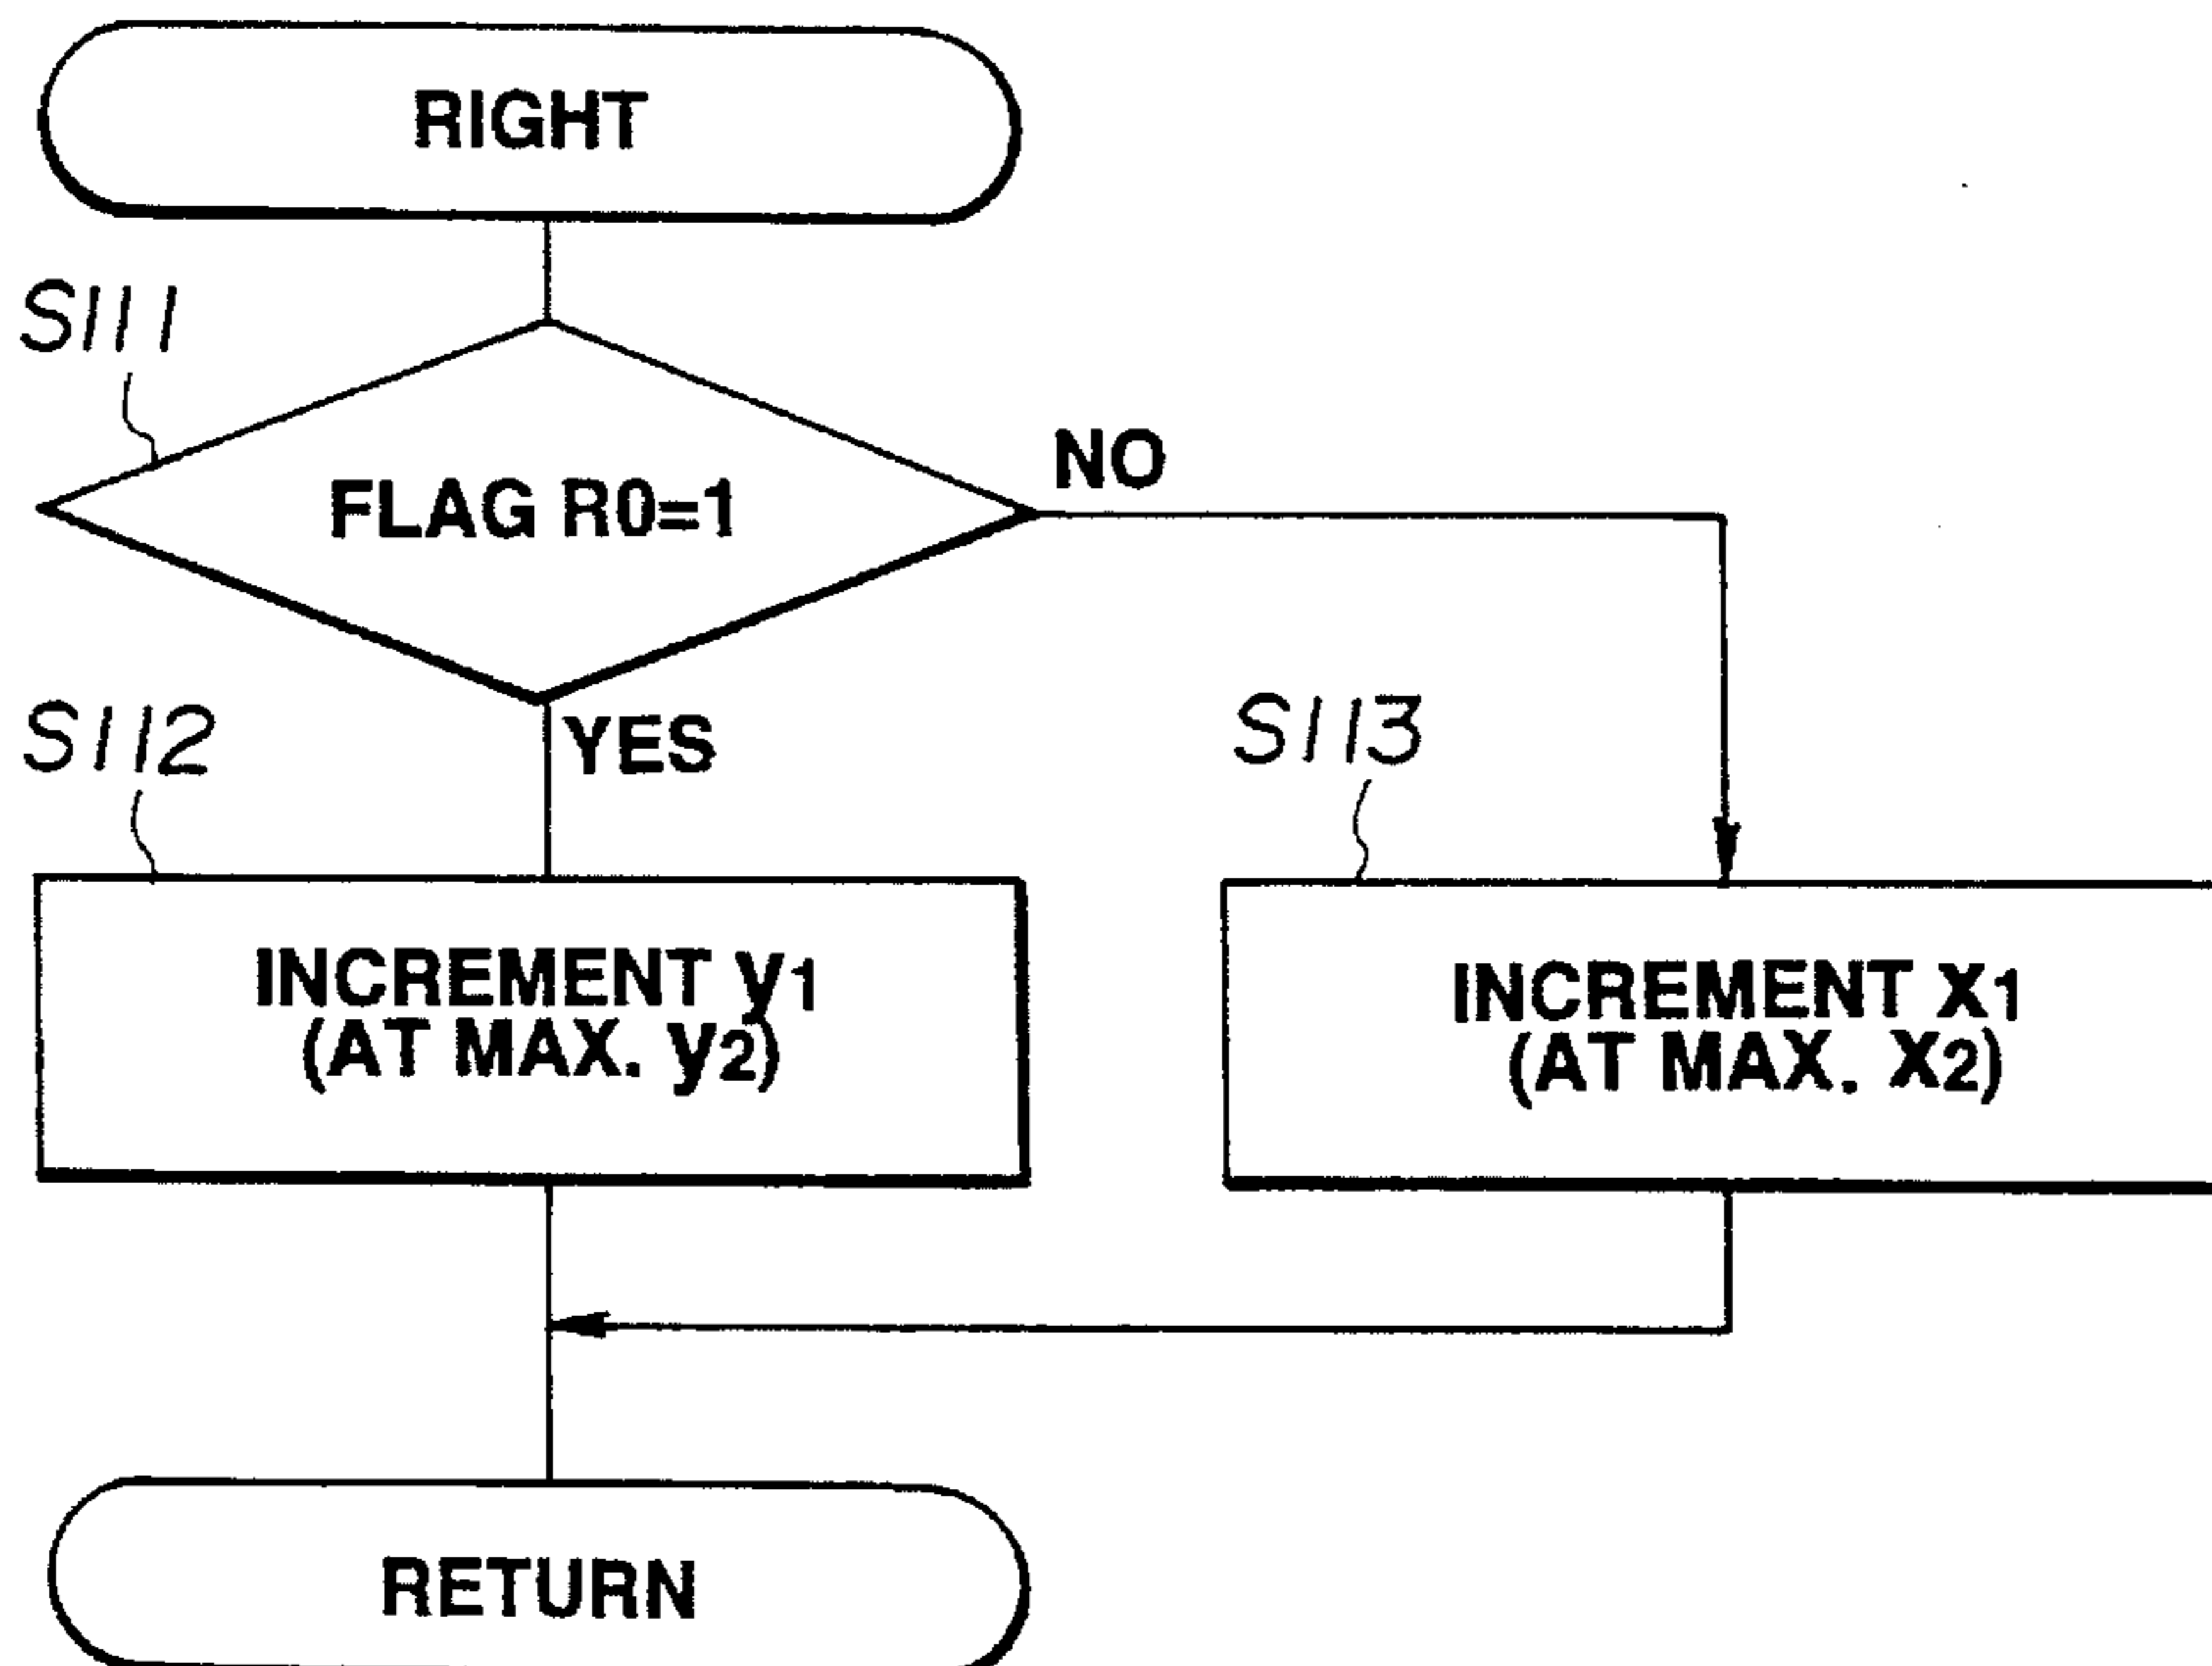 RIGHT
S111
FLAG R0=1
NO
YES
S112
S113
INCREMENT y1
(AT MAX. y2)
INCREMENT x1
(AT MAX. x2)
RETURN